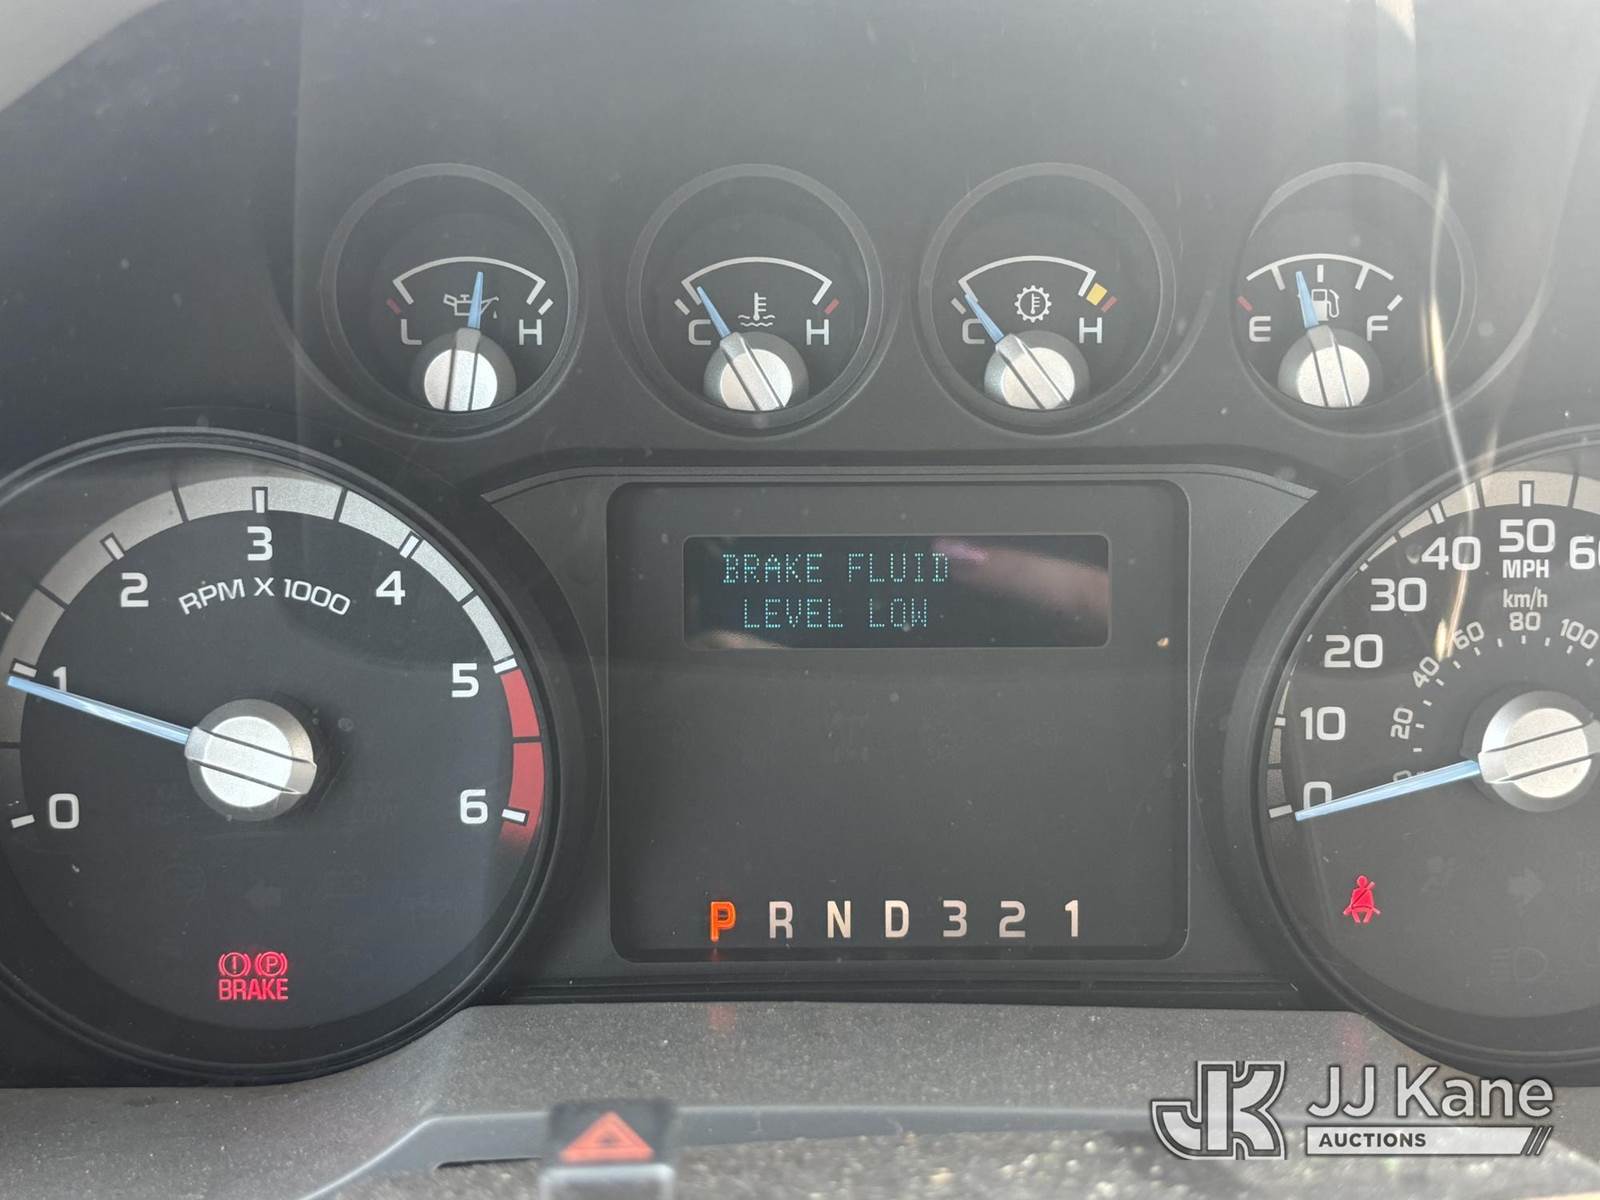 L H
C H
C H
E F
0 1 2 3 4 5 6
RPM X 1000
BRAKE FLUID
LEVEL LOW
0 10 20 30 40 50
MPH
km/h
20 40 60 80 100
P R N D 3 2 1
P
BRAKE
JK JJ Kane
AUCTIONS